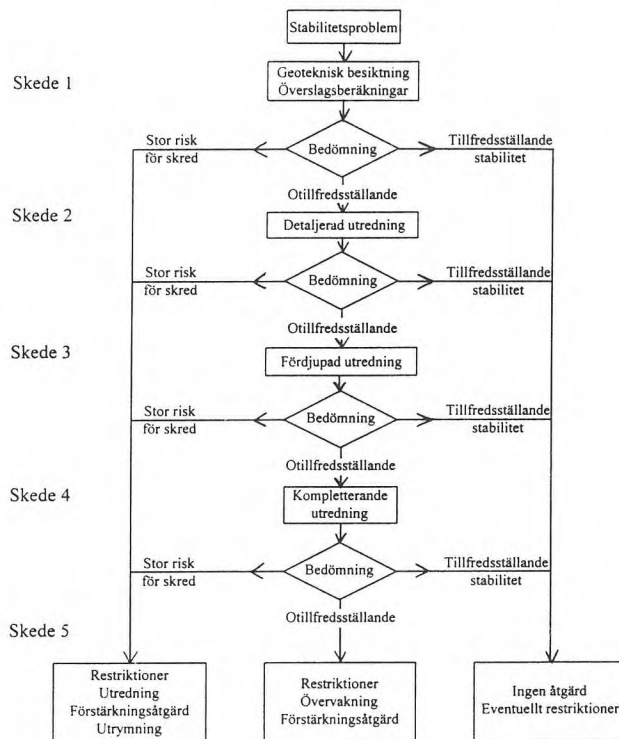 Stabilitetsproblem
Skede 1
Geoteknisk besiktning
Överslagsberäkningar
Stor risk
för skred
Bedömning
Tillfredsställande
stabilitet
Otillfredsställande
Skede 2
Detaljerad utredning
Stor risk
för skred
Bedömning
Tillfredsställande
stabilitet
Otillfredsställande
Skede 3
Fördjupad utredning
Stor risk
för skred
Bedömning
Tillfredsställande
stabilitet
Otillfredsställande
Skede 4
Kompletterande
utredning
Stor risk
för skred
Bedömning
Tillfredsställande
stabilitet
Otillfredsställande
Skede 5
Restriktioner
Utredning
Förstärkningsåtgärd
Utrymning
Restriktioner
Övervakning
Förstärkningsåtgärd
Ingen åtgärd
Eventuellt restriktioner